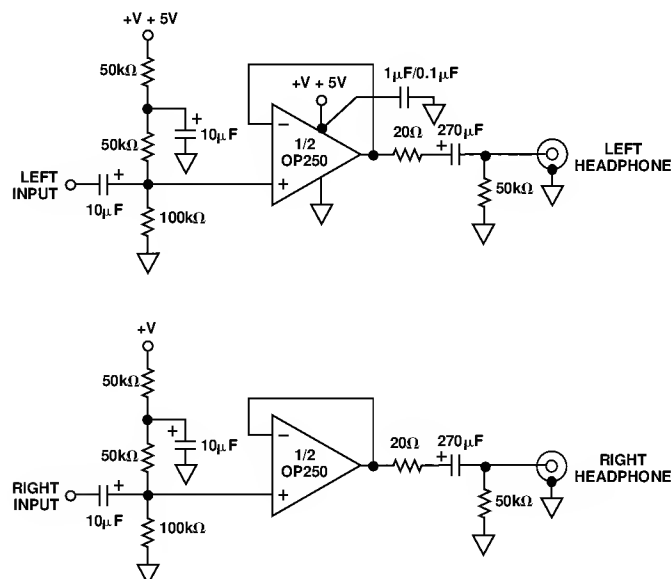 +V + 5V
50kΩ
+V + 5V
1µF/0.1µF
50kΩ
+
10µF
−
1/2
OP250
+
20Ω
270µF
+
LEFT
HEADPHONE
LEFT
INPUT
+
10µF
100kΩ
50kΩ
+V
50kΩ
50kΩ
+
10µF
−
1/2
OP250
+
20Ω
270µF
+
RIGHT
HEADPHONE
RIGHT
INPUT
+
10µF
100kΩ
50kΩ